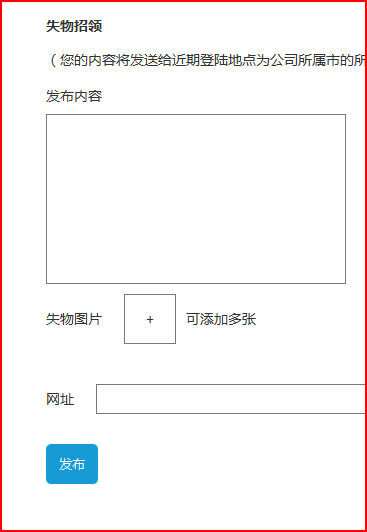 失物招领
（您的内容将发送给近期登陆地点为公司所属市的所
发布内容
失物图片 + 可添加多张
网址
发布